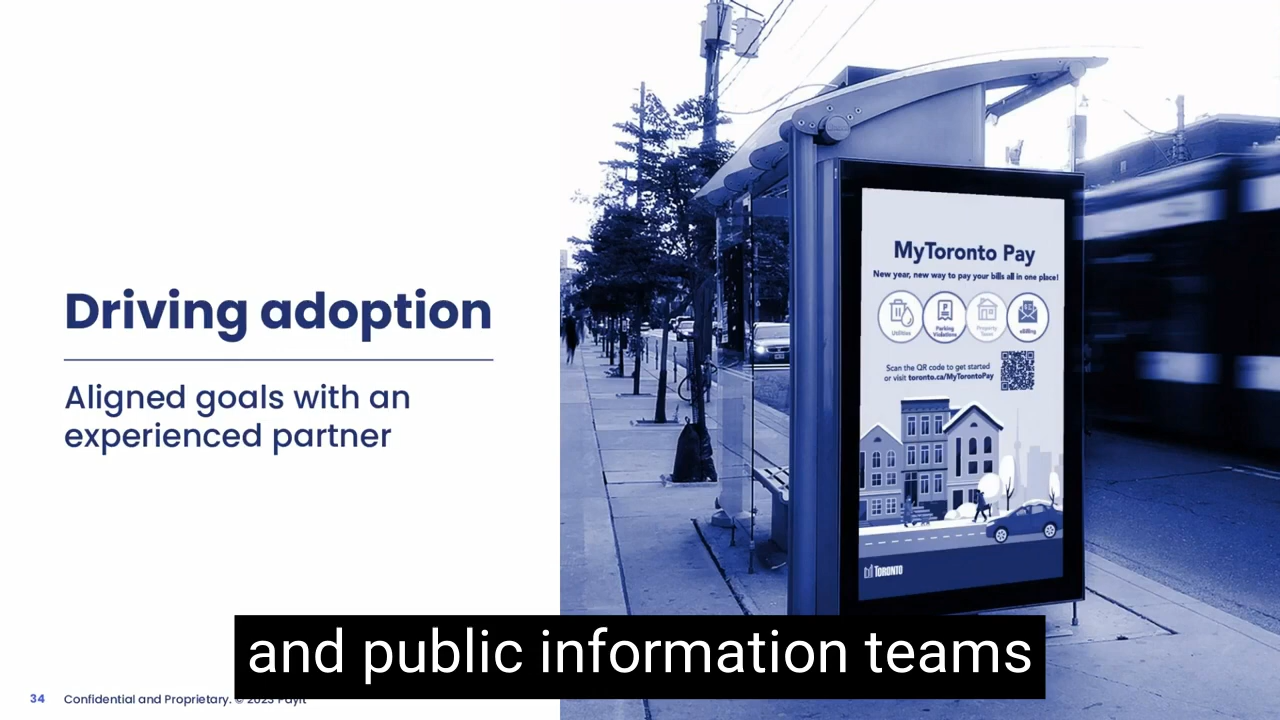 Driving adoption
Aligned goals with an
experienced partner
MyToronto Pay
New year, new way to pay your bills all in one place!
Utilities
Parking
Violations
Property
Taxes
eBilling
Scan the QR code to get started
or visit toronto.ca/MyTorontoPay
TORONTO
and public information teams
34 Confidential and Proprietary. © 2023 PayIt